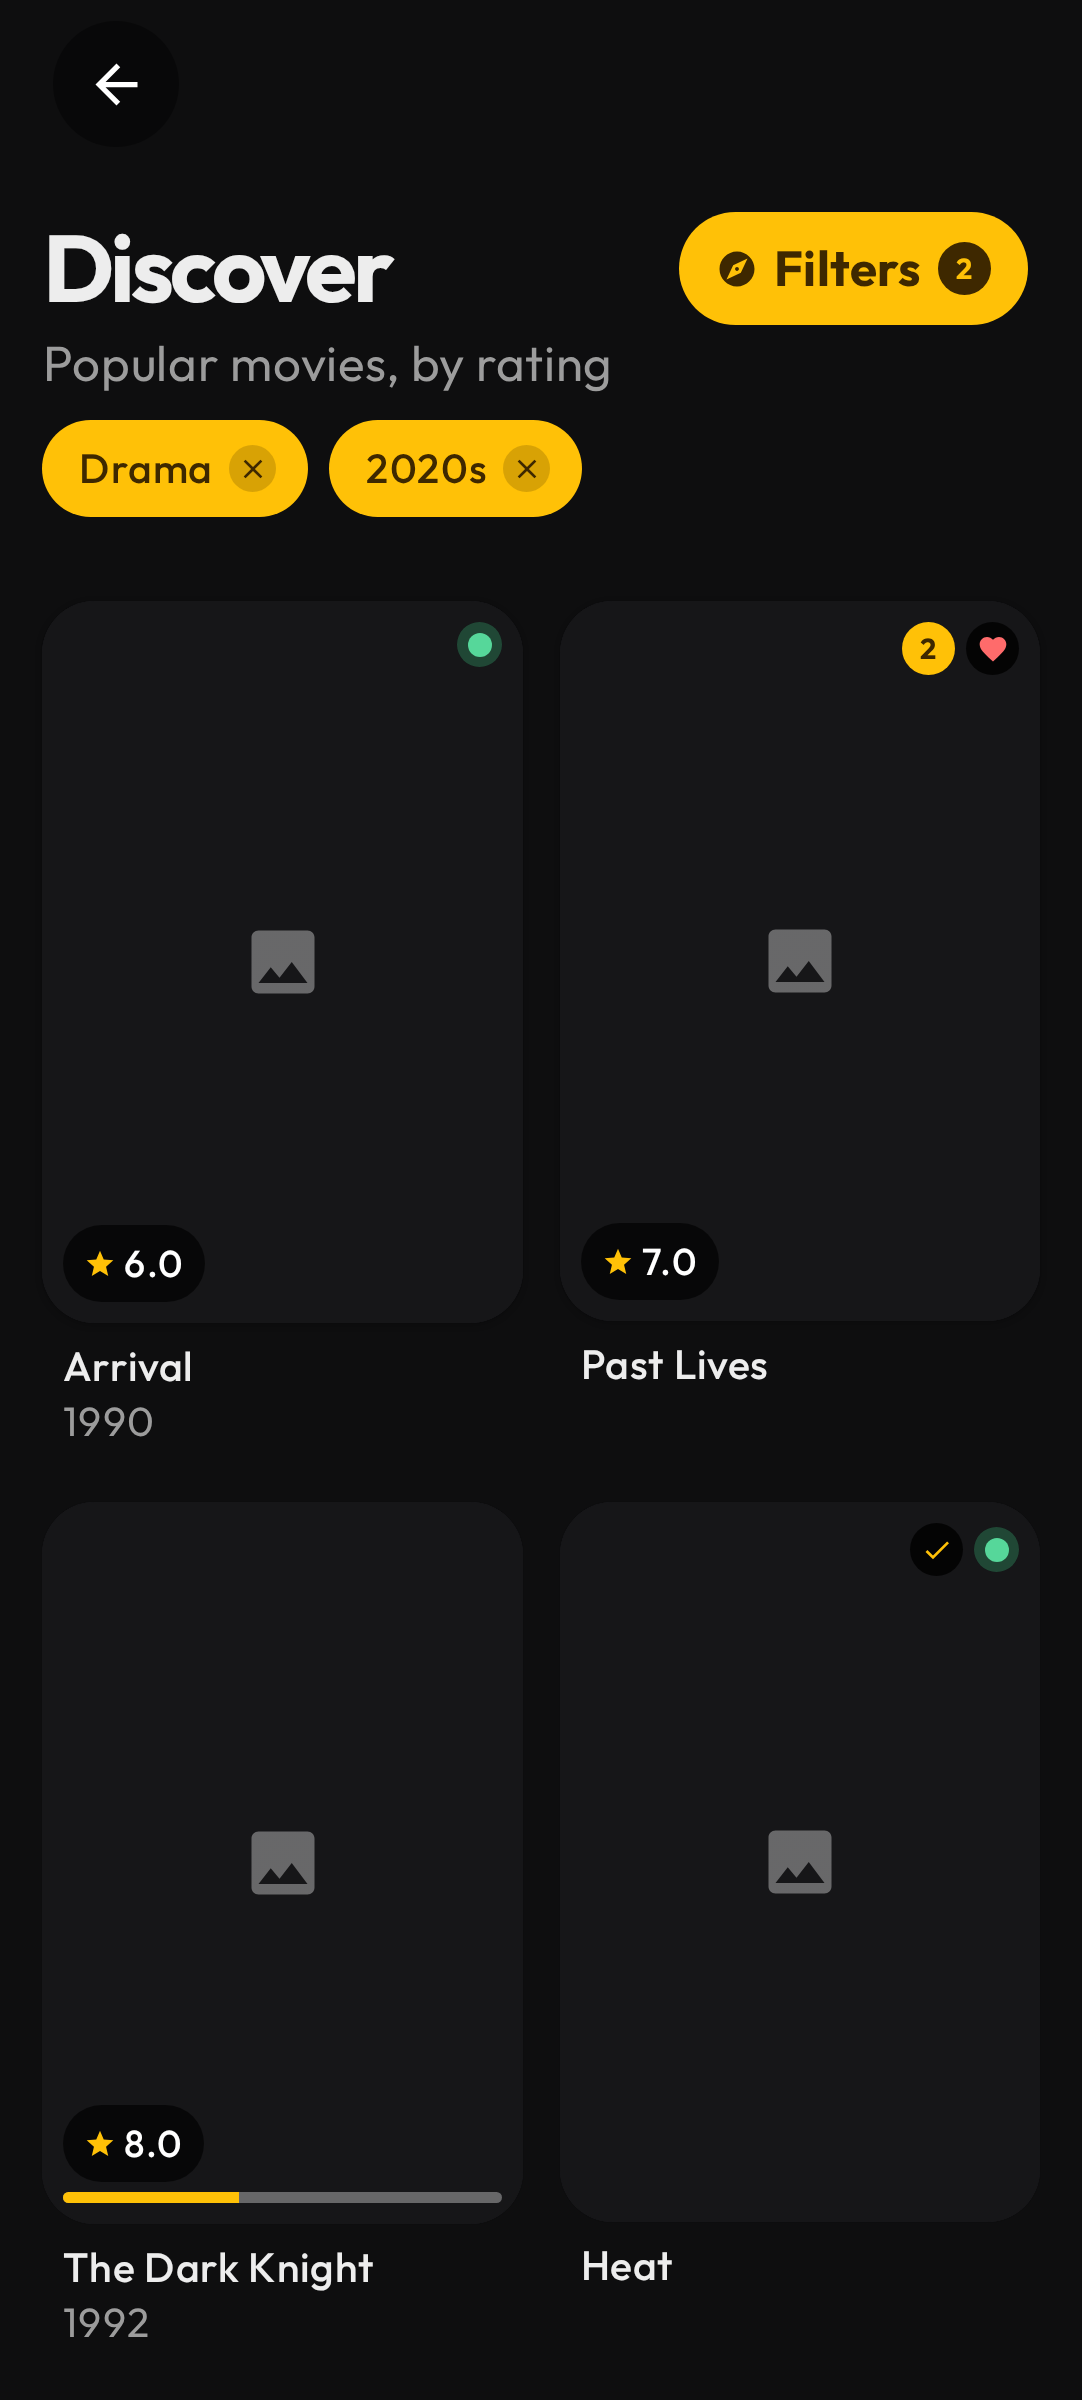 Discover
Filters 2
Popular movies, by rating
Drama
2020s
2
6.0
7.0
Arrival
1990
Past Lives
8.0
The Dark Knight
1992
Heat